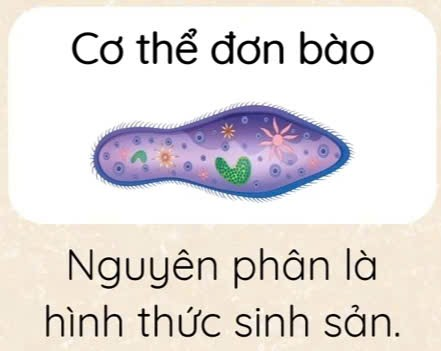 Cơ thể đơn bào
Nguyên phân là
hình thức sinh sản.